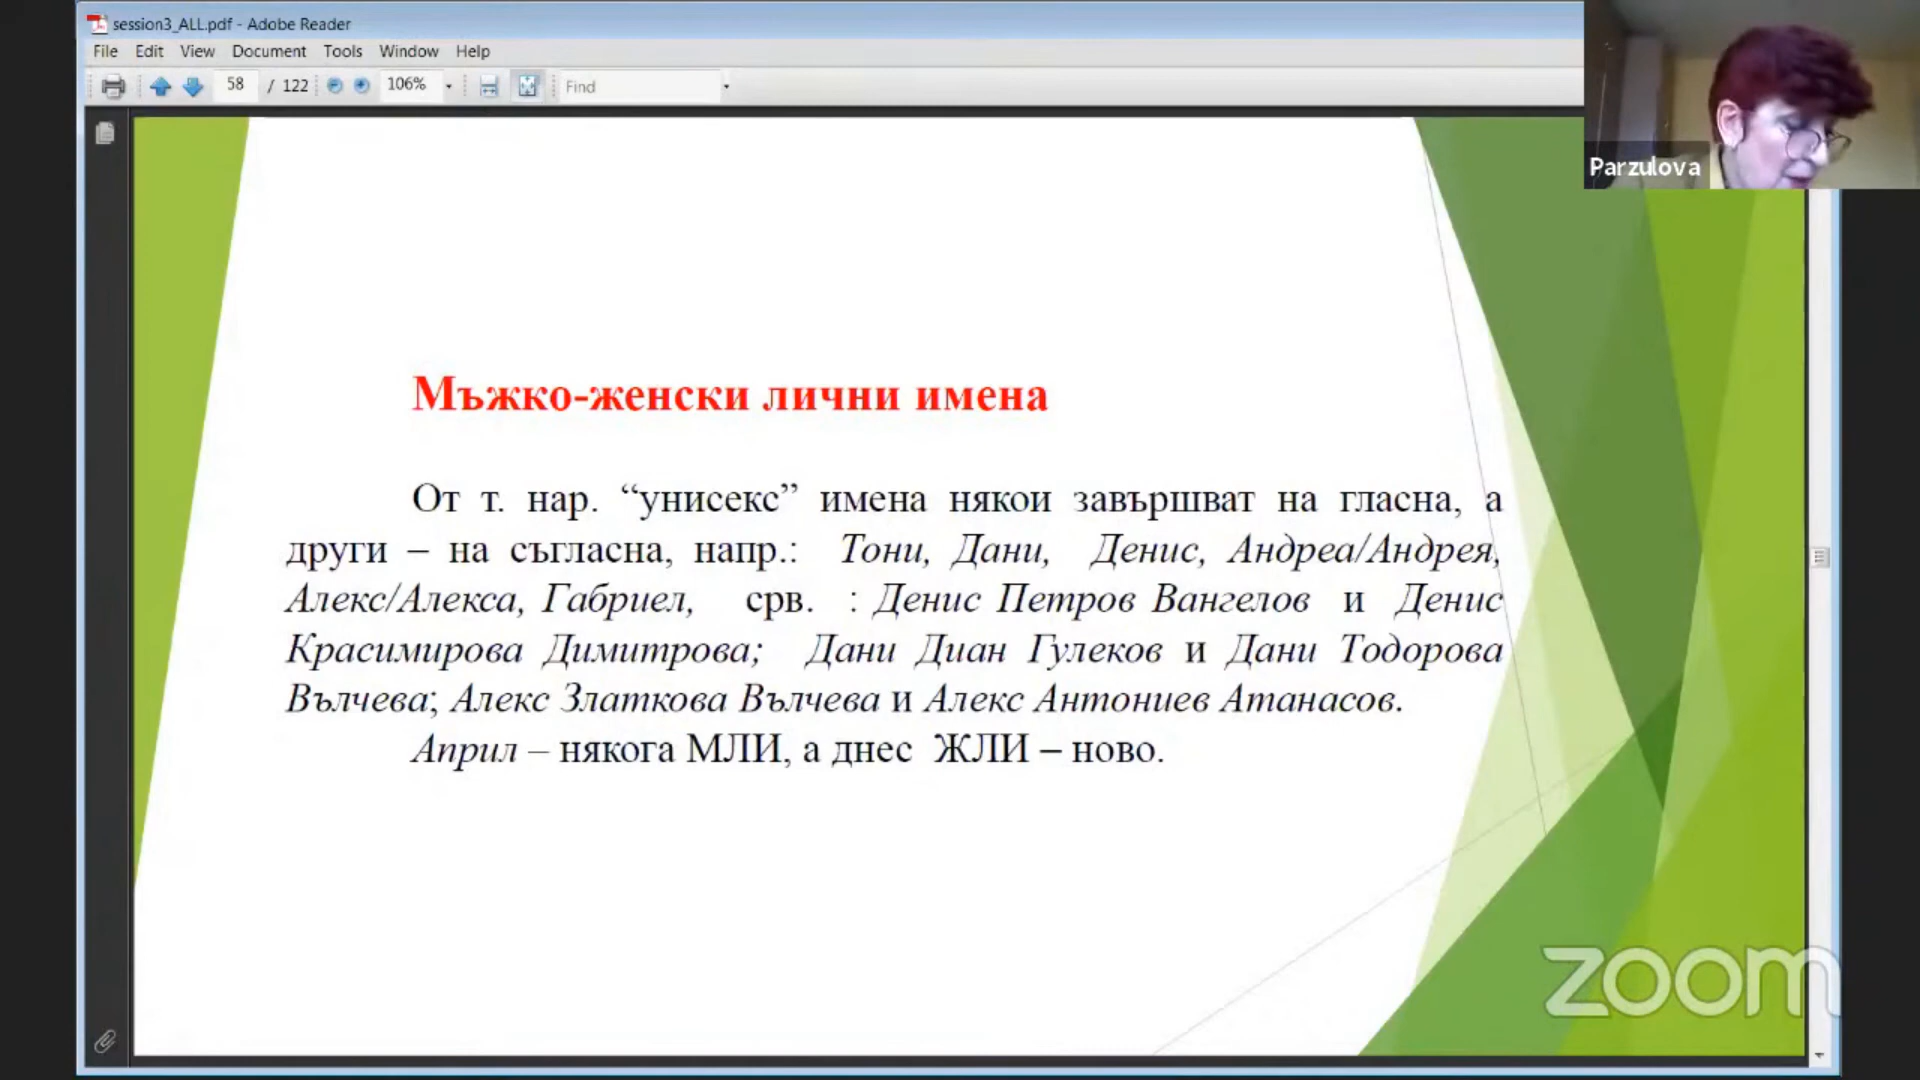 session3_ALL.pdf - Adobe Reader
File Edit View Document Tools Window Help
58 / 122 106% Find
Parzulova
Мъжко-женски лични имена
От т. нар. “унисекс” имена някои завършват на гласна, а
други – на съгласна, напр.: Тони, Дани, Денис, Андреа/Андрея,
Алекс/Алекса, Габриел, срв. : Денис Петров Вангелов и Денис
Красимирова Димитрова; Дани Диан Гулеков и Дани Тодорова
Вълчева; Алекс Златкова Вълчева и Алекс Антониев Атанасов.
Април – някога МЛИ, а днес ЖЛИ – ново.
zoom